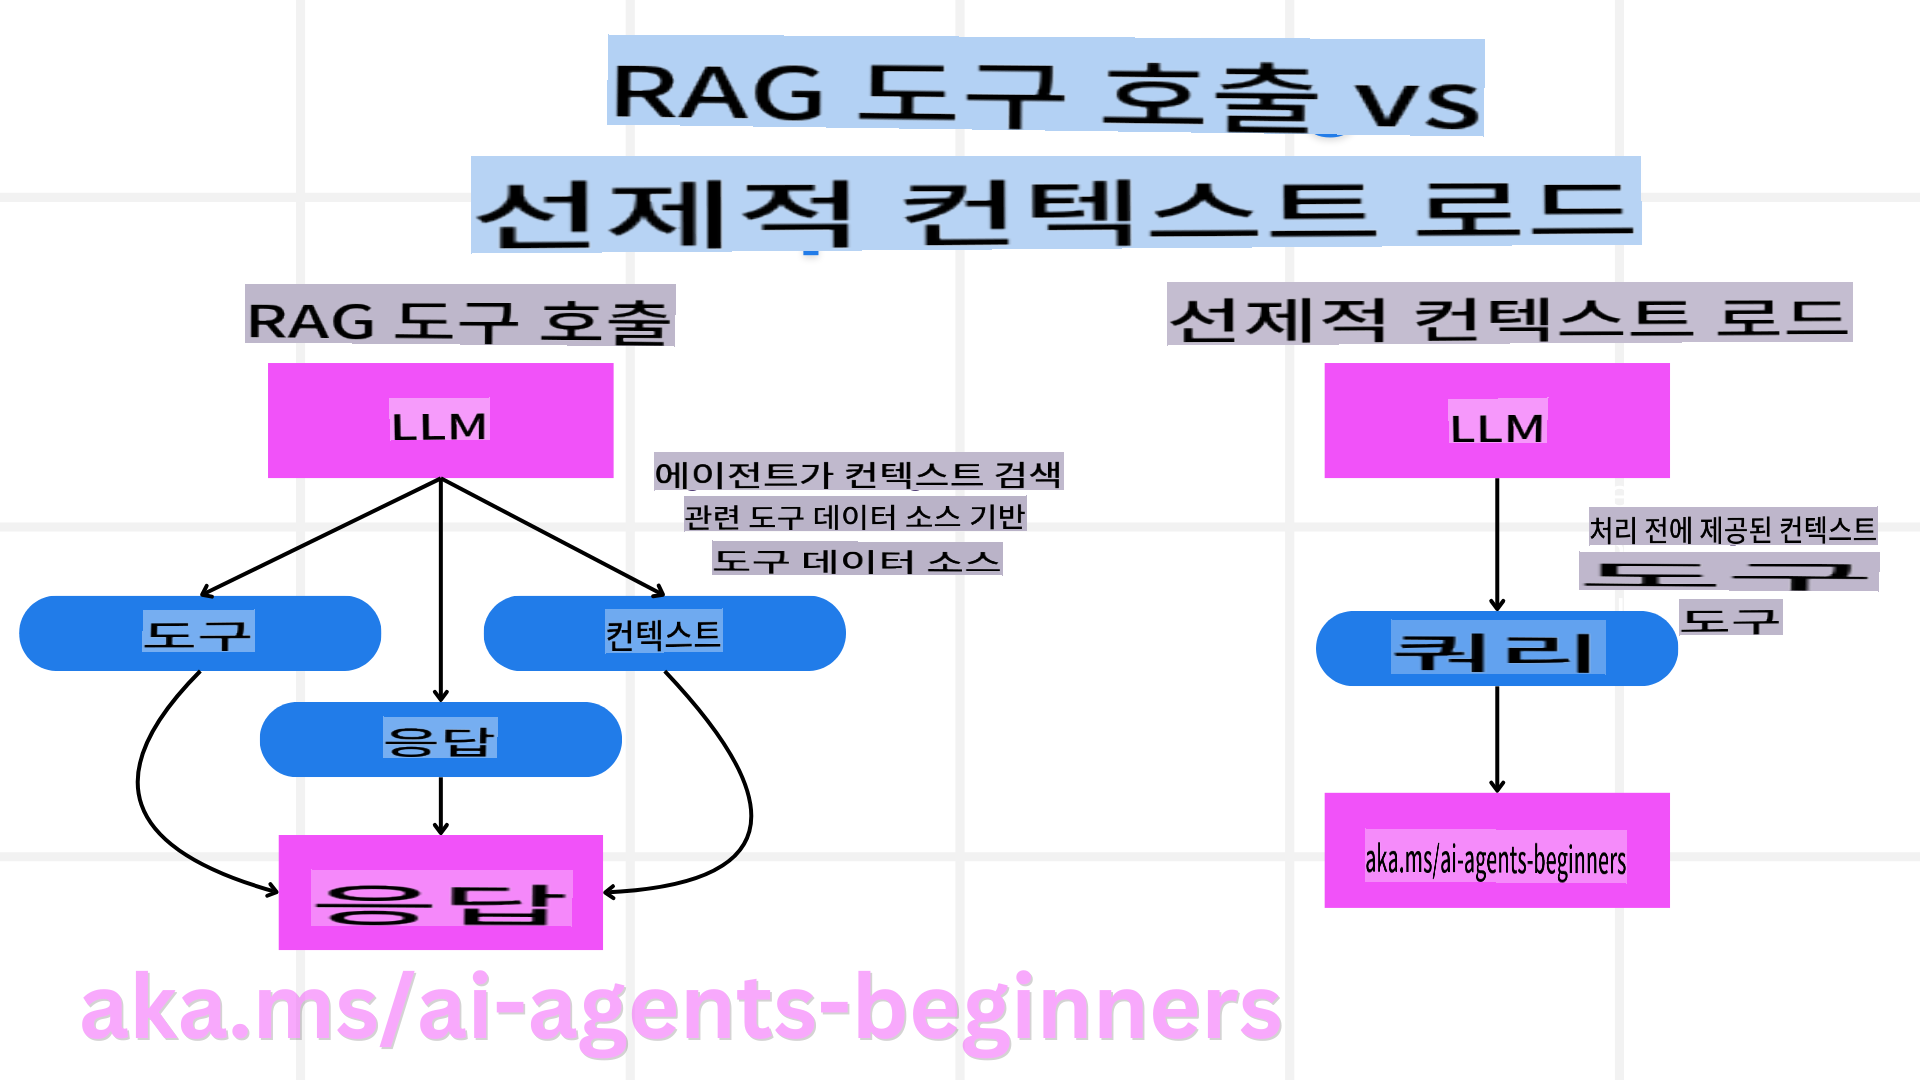 RAG 도구 호출 vs
선제적 컨텍스트 로드
RAG 도구 호출
LLM
에이전트가 컨텍스트 검색
관련 도구 데이터 소스 기반
도구 데이터 소스
도구
컨텍스트
응답
응답
선제적 컨텍스트 로드
LLM
처리 전에 제공된 컨텍스트
도구
도구
쿼리
aka.ms/ai-agents-beginners
aka.ms/ai-agents-beginners